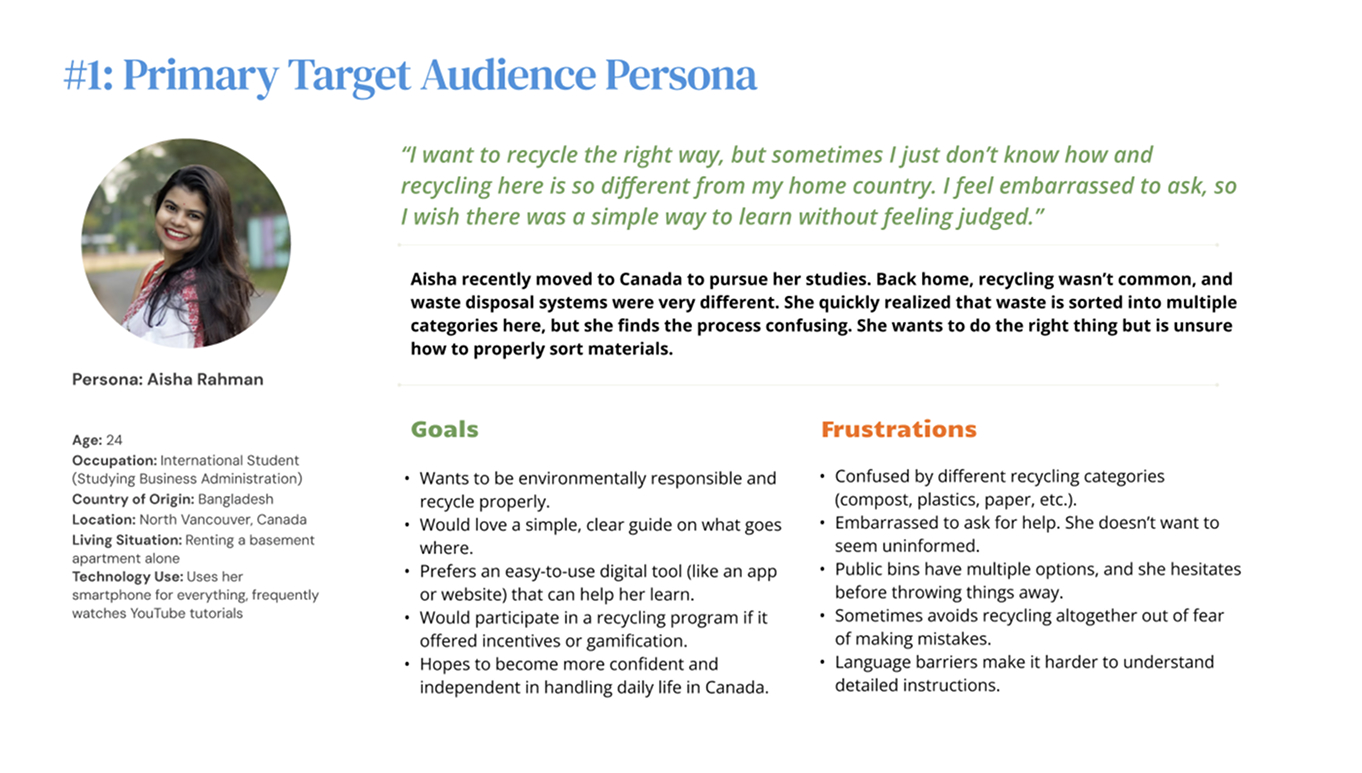 #1: Primary Target Audience Persona
“I want to recycle the right way, but sometimes I just don’t know how and
recycling here is so different from my home country. I feel embarrassed to ask, so
I wish there was a simple way to learn without feeling judged.”
Aisha recently moved to Canada to pursue her studies. Back home, recycling wasn’t common, and
waste disposal systems were very different. She quickly realized that waste is sorted into multiple
categories here, but she finds the process confusing. She wants to do the right thing but is unsure
how to properly sort materials.
Persona: Aisha Rahman
Age: 24
Occupation: International Student
(Studying Business Administration)
Country of Origin: Bangladesh
Location: North Vancouver, Canada
Living Situation: Renting a basement
apartment alone
Technology Use: Uses her
smartphone for everything, frequently
watches YouTube tutorials
Goals
• Wants to be environmentally responsible and
recycle properly.
• Would love a simple, clear guide on what goes
where.
• Prefers an easy-to-use digital tool (like an app
or website) that can help her learn.
• Would participate in a recycling program if it
offered incentives or gamification.
• Hopes to become more confident and
independent in handling daily life in Canada.
Frustrations
• Confused by different recycling categories
(compost, plastics, paper, etc.).
• Embarrassed to ask for help. She doesn’t want to
seem uninformed.
• Public bins have multiple options, and she hesitates
before throwing things away.
• Sometimes avoids recycling altogether out of fear
of making mistakes.
• Language barriers make it harder to understand
detailed instructions.